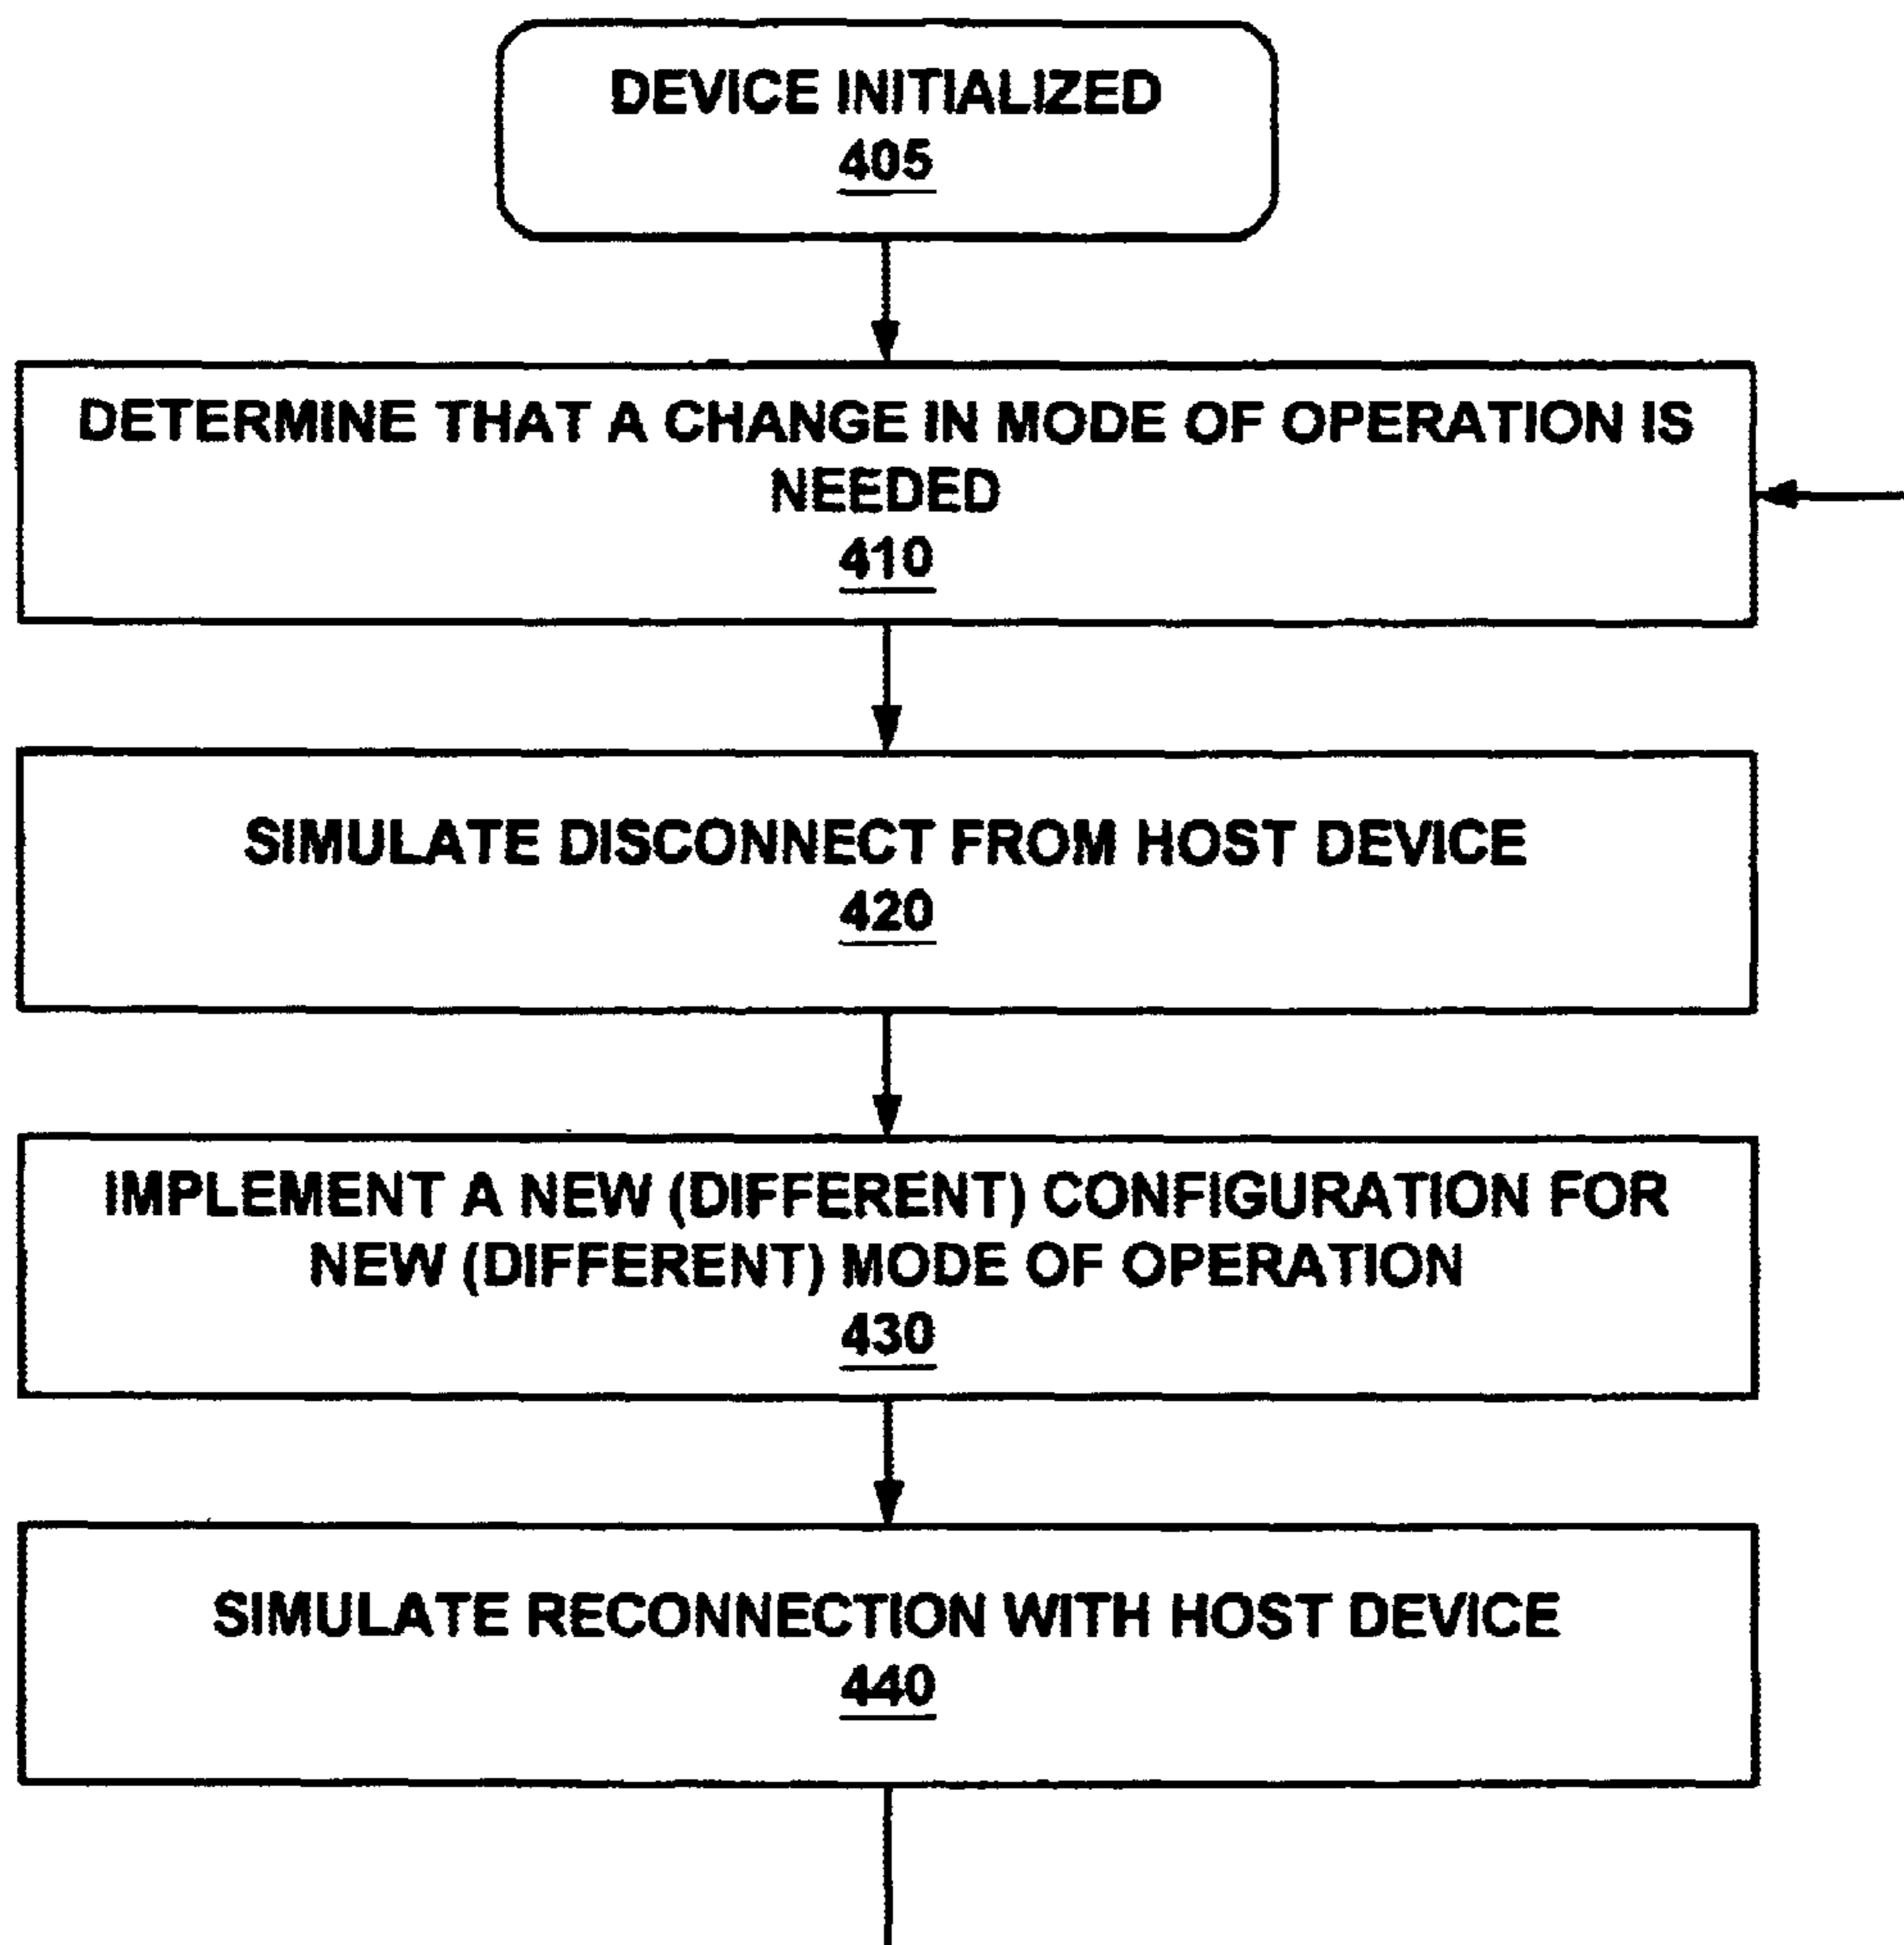 DEVICE INITIALIZED
405
DETERMINE THAT A CHANGE IN MODE OF OPERATION IS
NEEDED
410
SIMULATE DISCONNECT FROM HOST DEVICE
420
IMPLEMENT A NEW (DIFFERENT) CONFIGURATION FOR
NEW (DIFFERENT) MODE OF OPERATION
430
SIMULATE RECONNECTION WITH HOST DEVICE
440